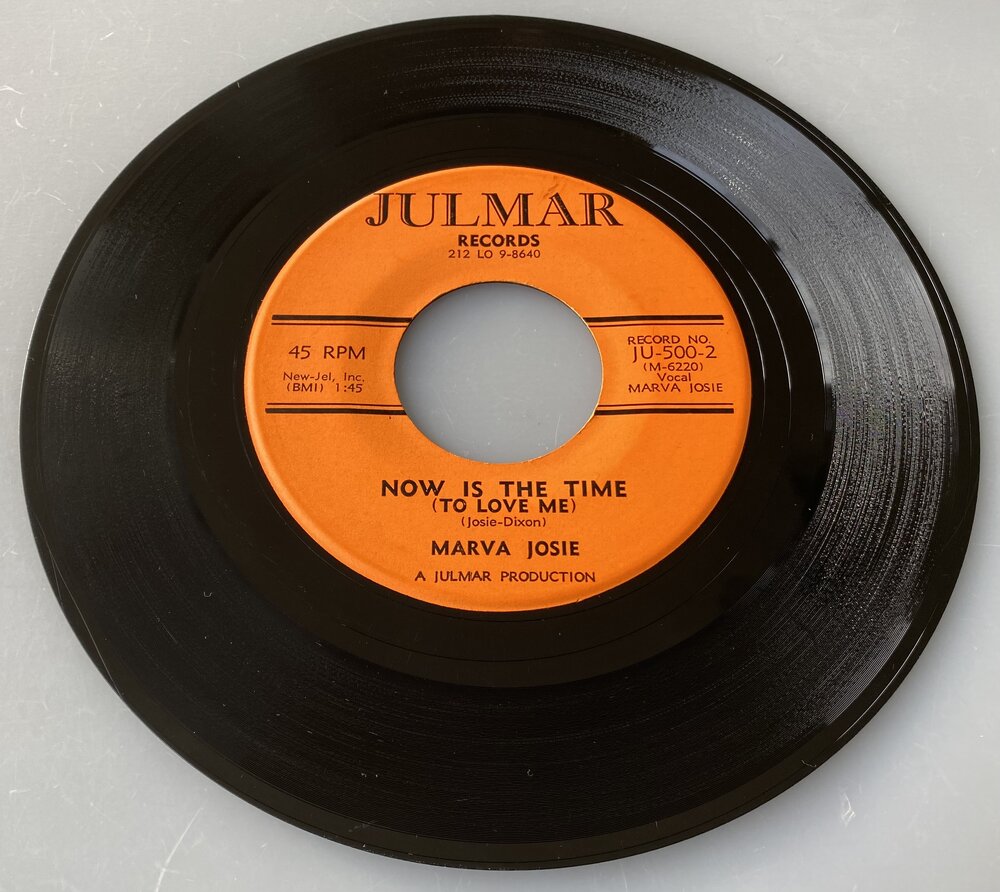 JULMAR
RECORDS
212 LO 9-8640
45 RPM
New-Jel, Inc.
(BMI) 1:45
RECORD NO.
JU-500-2
(M-6220)
Vocal
MARVA JOSIE
NOW IS THE TIME
(TO LOVE ME)
(Josie-Dixon)
MARVA JOSIE
A JULMAR PRODUCTION